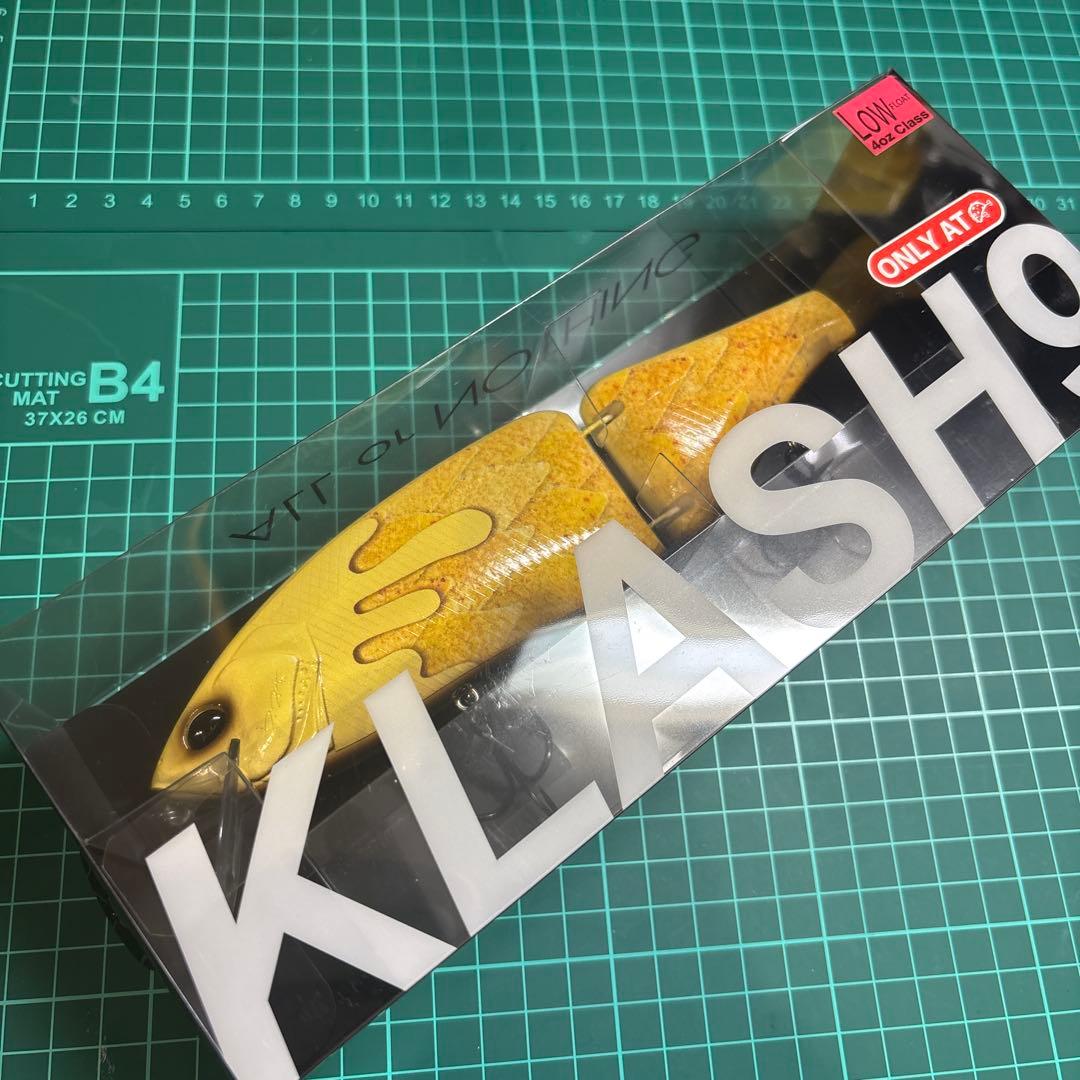 1 2 3 4 5 6 7 8 9 10 11 12 13 14 15 16 17 18 19 20 21 22 30 31
CUTTING
MAT
B4
37X26 CM
LOW FLOAT
4oz Class
ONLY AT
ALL or NOTHING
KLASH9